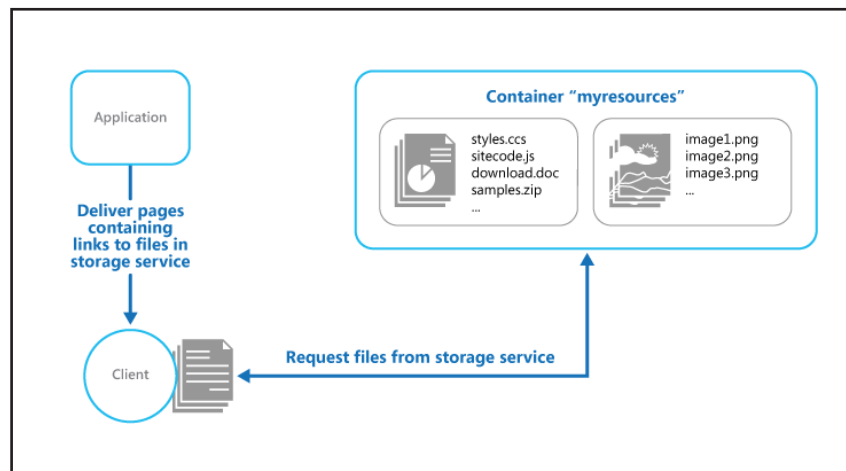 Application
Deliver pages
containing
links to files in
storage service
Client
Container “myresources”
styles.ccs
sitecode.js
download.doc
samples.zip
...
image1.png
image2.png
image3.png
...
Request files from storage service